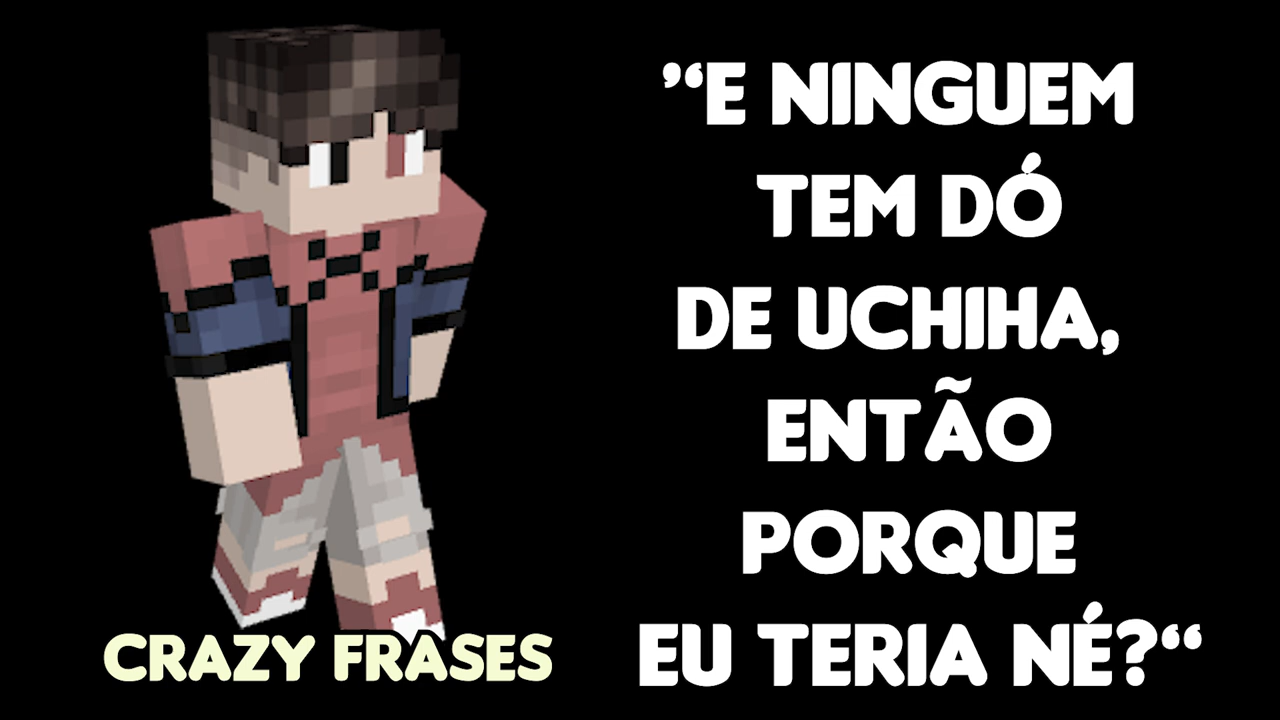 "E NINGUEM
TEM DÓ
DE UCHIHA,
ENTÃO
PORQUE
EU TERIA NÉ?"
CRAZY FRASES